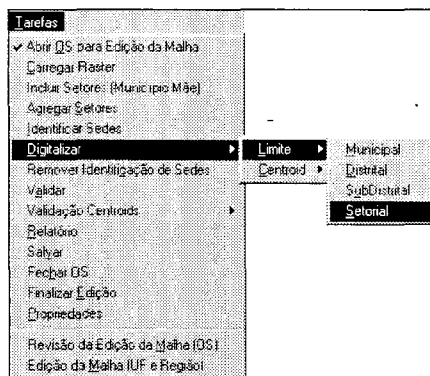 Tarefas
Abrir OS para Edição da Malha
Carregar Raster
Incluir Setores (Município Mãe)
Agregar Setores
Identificar Sedes
Digitalizar
Limite
Municipal
Centroid
Distrital
SubDistrital
Setorial
Remover Identificação de Sedes
Validar
Validação Centroids
Relatório
Salvar
Fechar OS
Finalizar Edição
Propriedades
Revisão da Edição da Malha (OS)
Edição da Malha (UF e Região)